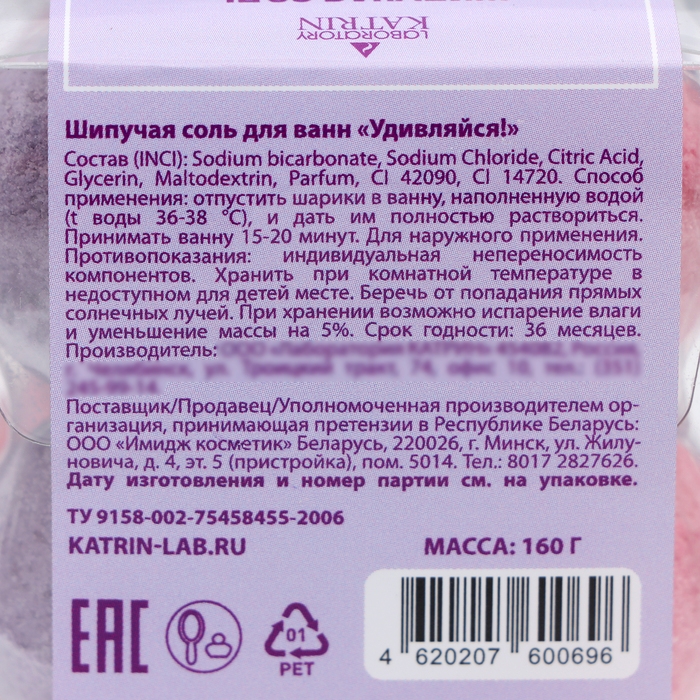 LABORATORY
KATRIN
Шипучая соль для ванн «Удивляйся!»
Состав (INCI): Sodium bicarbonate, Sodium Chloride, Citric Acid,
Glycerin, Maltodextrin, Parfum, CI 42090, CI 14720. Способ
применения: отпустить шарики в ванну, наполненную водой
(t воды 36-38 °C), и дать им полностью раствориться.
Принимать ванну 15-20 минут. Для наружного применения.
Противопоказания: индивидуальная непереносимость
компонентов. Хранить при комнатной температуре в
недоступном для детей месте. Беречь от попадания прямых
солнечных лучей. При хранении возможно испарение влаги
и уменьшение массы на 5%. Срок годности: 36 месяцев.
Производитель:
Поставщик/Продавец/Уполномоченная производителем ор-
ганизация, принимающая претензии в Республике Беларусь:
ООО «Имидж косметик» Беларусь, 220026, г. Минск, ул. Жилу-
новича, д. 4, эт. 5 (пристройка), пом. 5014. Тел.: 8017 2827626.
Дату изготовления и номер партии см. на упаковке.
ТУ 9158-002-75458455-2006
KATRIN-LAB.RU МАССА: 160 Г
EAC
01
PET
4 620207 600696